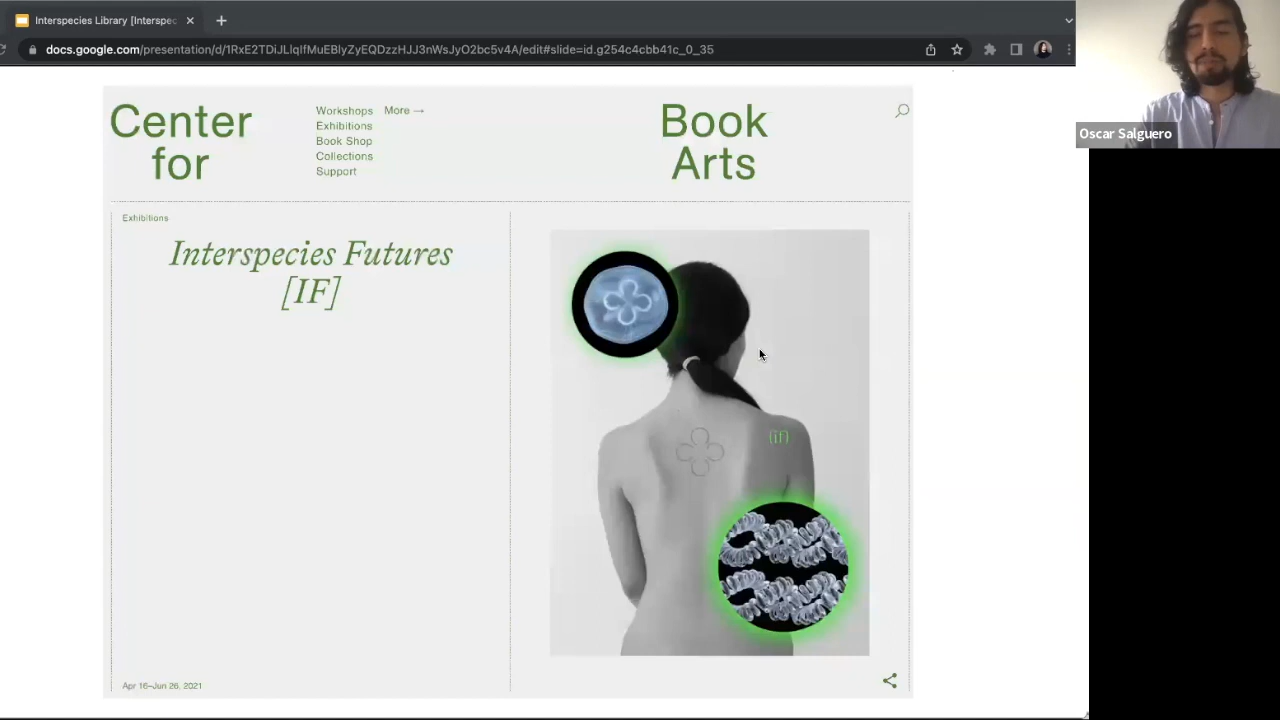 Interspecies Library [Interspec
docs.google.com/presentation/d/1RxE2TDiJLlqIfMuEBlyZyEQDzzHJJ3nWsJyO2bc5v4A/edit#slide=id.g254c4cbb41c_0_35
Oscar Salguero
Center
for
Workshops More →
Exhibitions
Book Shop
Collections
Support
Book
Arts
Exhibitions
Interspecies Futures
[IF]
(if)
Apr 16–Jun 26, 2021